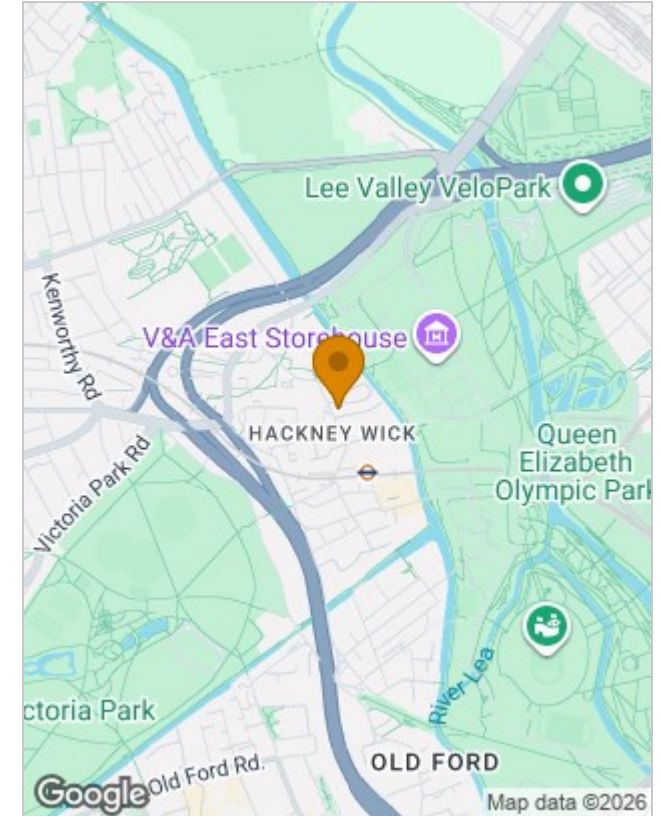 Lee Valley VeloPark
Kenworthy Rd
V&A East Storehouse
HACKNEY WICK
Queen
Elizabeth
Olympic Park
Victoria Park Rd
River Lea
ctoria Park
Old Ford Rd.
OLD FORD
Google
Map data ©2026